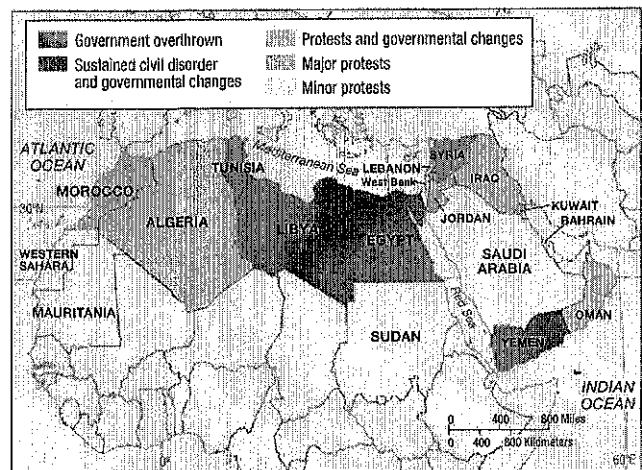 Government overthrown
Sustained civil disorder
and governmental changes
Protests and governmental changes
Major protests
Minor protests
ATLANTIC
OCEAN
Mediterranean Sea
TUNISIA
LEBANON
West Bank
SYRIA
IRAQ
MOROCCO
30°N
ALGERIA
LIBYA
EGYPT
JORDAN
KUWAIT
BAHRAIN
WESTERN
SAHARA
SAUDI
ARABIA
MAURITANIA
Red Sea
OMAN
SUDAN
YEMEN
INDIAN
OCEAN
0 400 800 Miles
0 400 800 Kilometers
0°
60°E